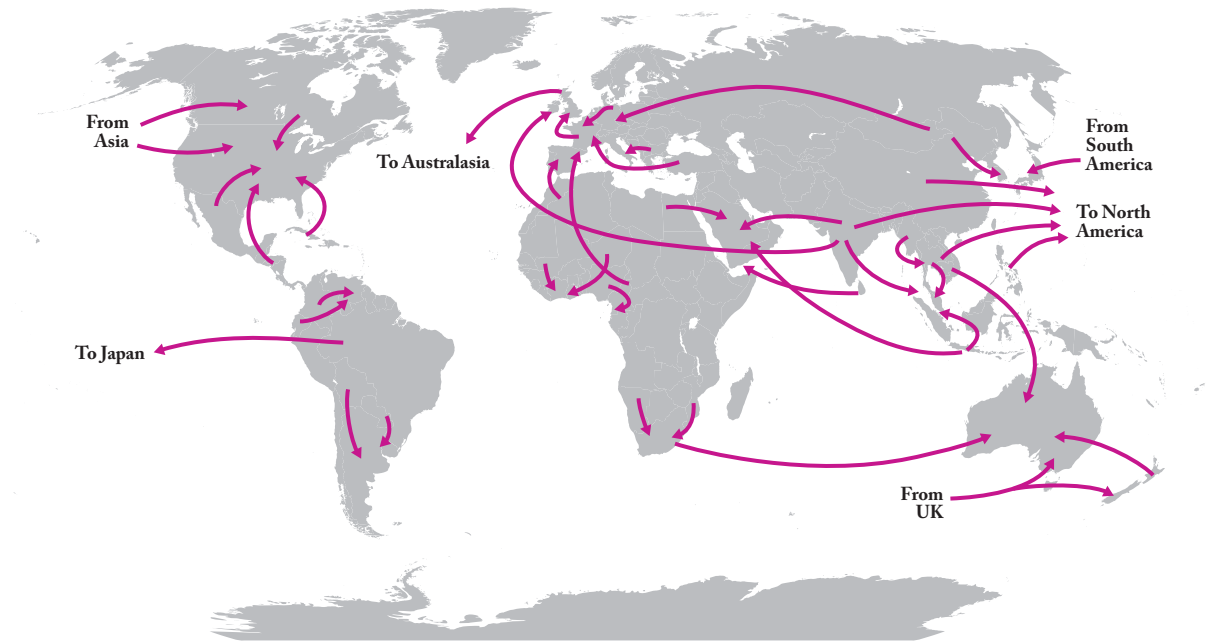 From
Asia
To Australasia
From
South
America
To North
America
To Japan
From
UK